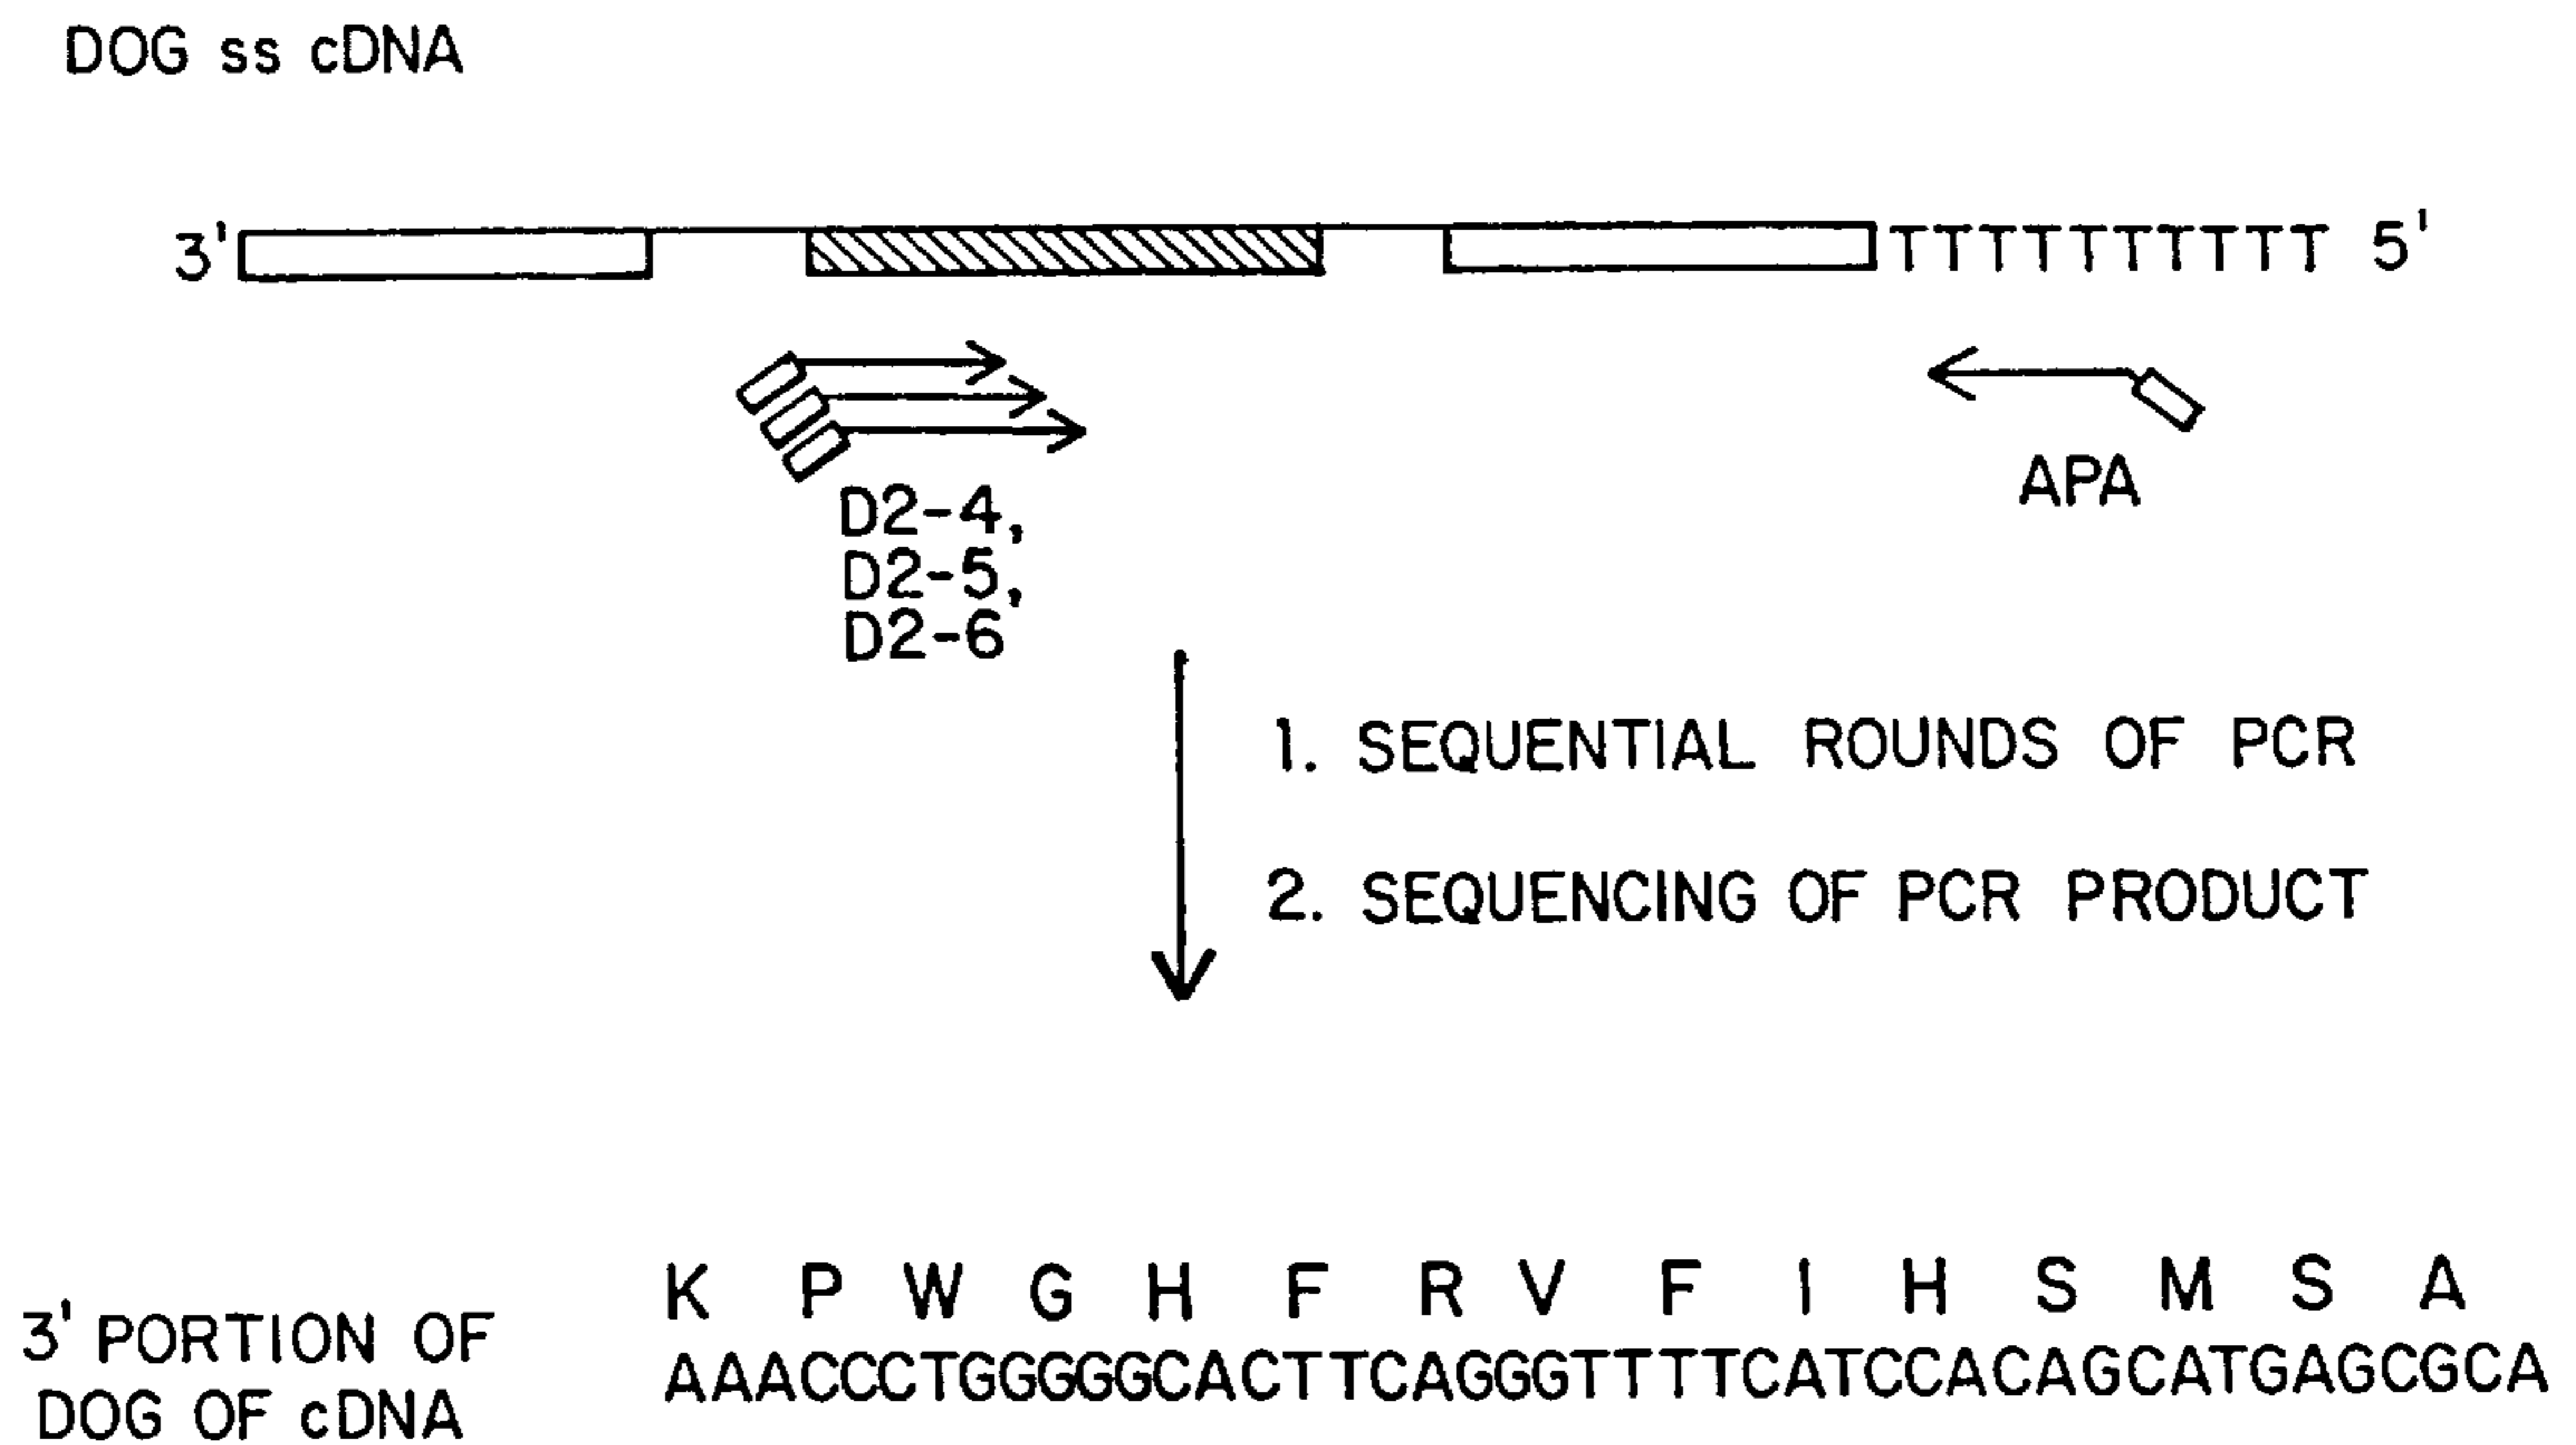 DOG ss cDNA
3' TTTTTTTTTT 5'
APA
D2-4,
D2-5,
D2-6
1. SEQUENTIAL ROUNDS OF PCR
2. SEQUENCING OF PCR PRODUCT
K P W G H F R V F I H S M S A
3' PORTION OF
DOG OF cDNA
AAACCCTGGGGGCACTTCAGGGTTTTCATCCACAGCATGAGCGCA